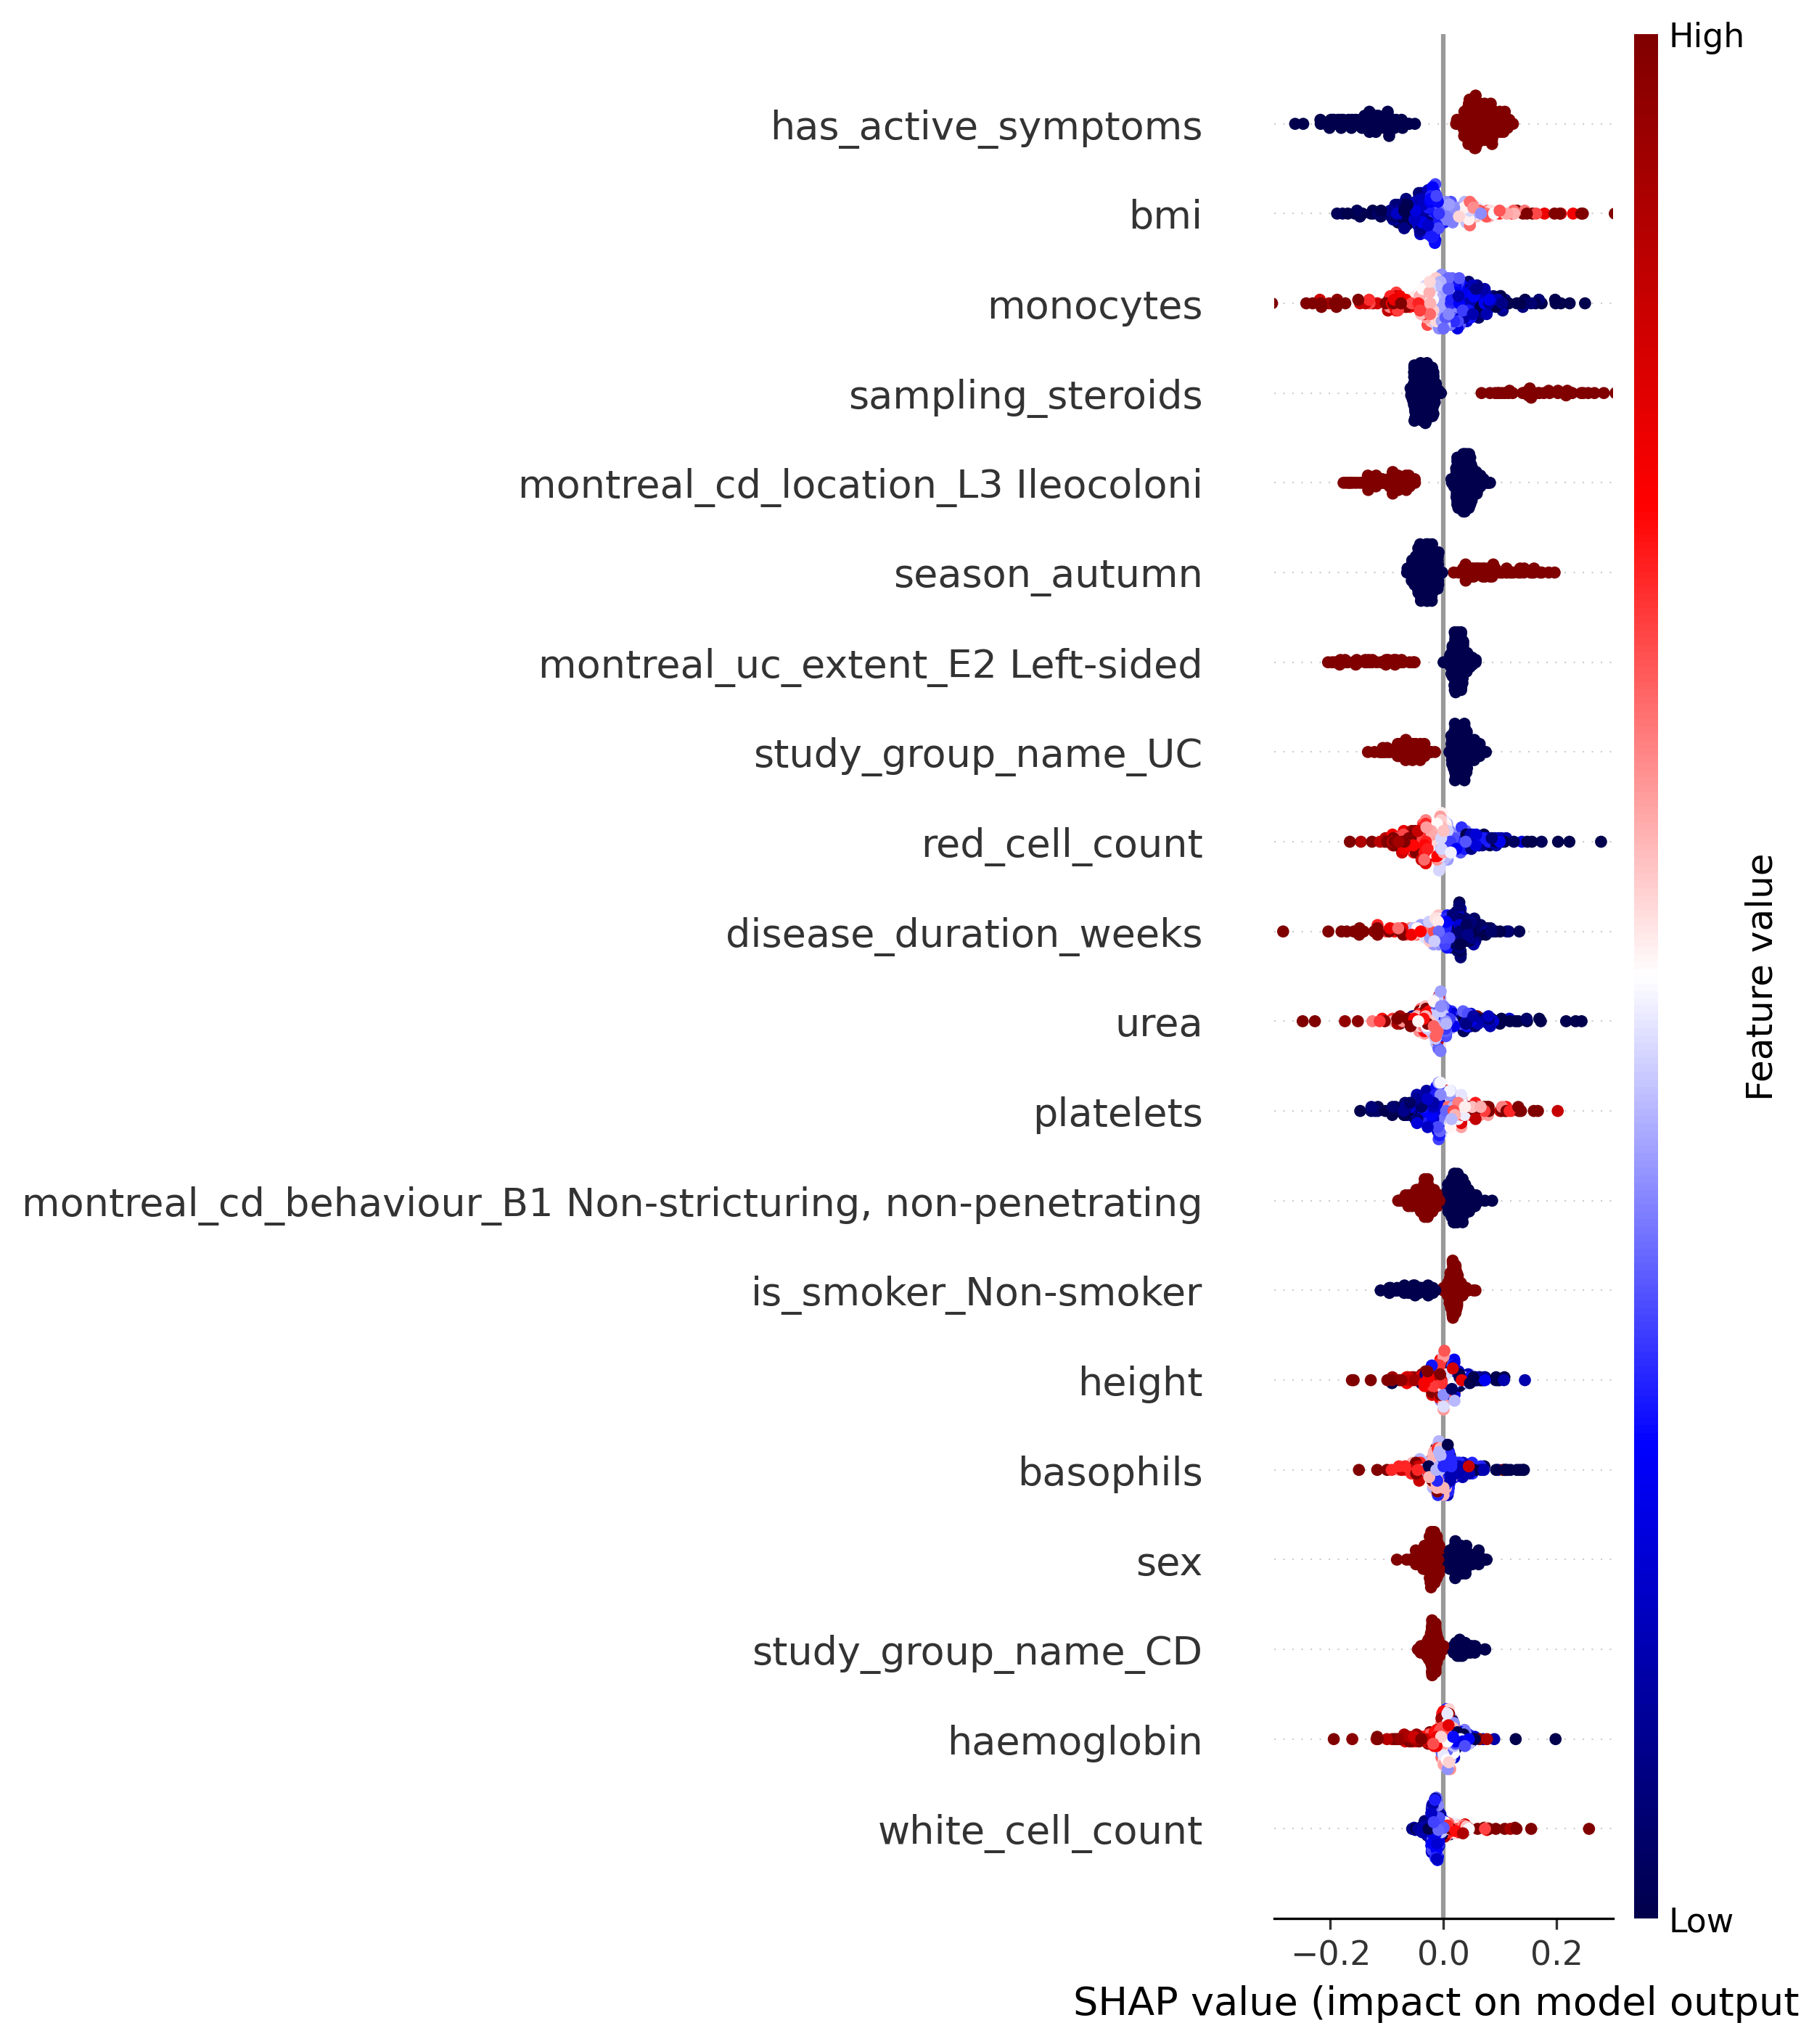 High
has_active_symptoms
bmi
monocytes
sampling_steroids
montreal_cd_location_L3 Ileocoloni
season_autumn
montreal_uc_extent_E2 Left-sided
study_group_name_UC
red_cell_count
Feature value
disease_duration_weeks
urea
platelets
montreal_cd_behaviour_B1 Non-stricturing, non-penetrating
is_smoker_Non-smoker
height
basophils
sex
study_group_name_CD
haemoglobin
white_cell_count
Low
−0.2 0.0 0.2
SHAP value (impact on model output